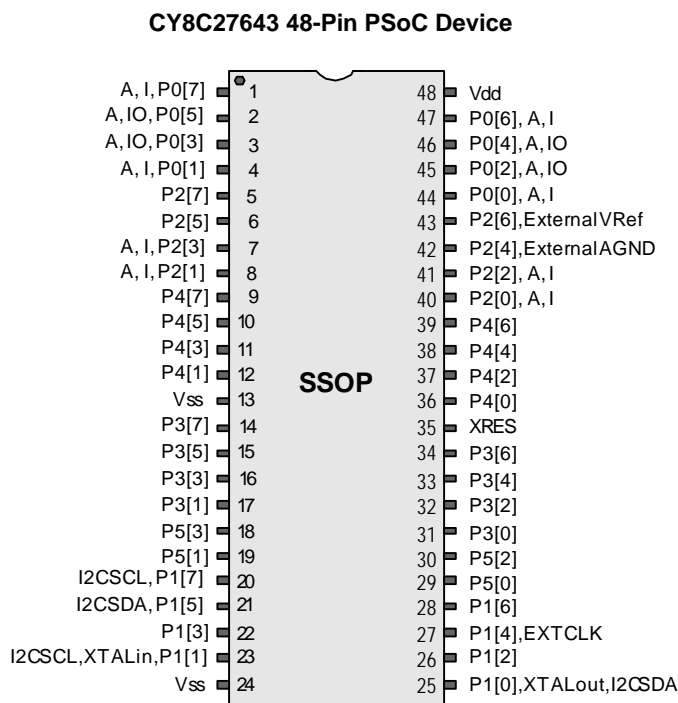 CY8C27643 48-Pin PSoC Device
A, I, P0[7] 1 48 Vdd
A, IO, P0[5] 2 47 P0[6], A, I
A, IO, P0[3] 3 46 P0[4], A, IO
A, I, P0[1] 4 45 P0[2], A, IO
P2[7] 5 44 P0[0], A, I
P2[5] 6 43 P2[6], External VRef
A, I, P2[3] 7 42 P2[4], External AGND
A, I, P2[1] 8 41 P2[2], A, I
P4[7] 9 40 P2[0], A, I
P4[5] 10 39 P4[6]
P4[3] 11 38 P4[4]
P4[1] 12 SSOP 37 P4[2]
Vss 13 36 P4[0]
P3[7] 14 35 XRES
P3[5] 15 34 P3[6]
P3[3] 16 33 P3[4]
P3[1] 17 32 P3[2]
P5[3] 18 31 P3[0]
P5[1] 19 30 P5[2]
I2CSCL, P1[7] 20 29 P5[0]
I2CSDA, P1[5] 21 28 P1[6]
P1[3] 22 27 P1[4], EXTCLK
I2CSCL, XTALin, P1[1] 23 26 P1[2]
Vss 24 25 P1[0], XTALout, I2CSDA